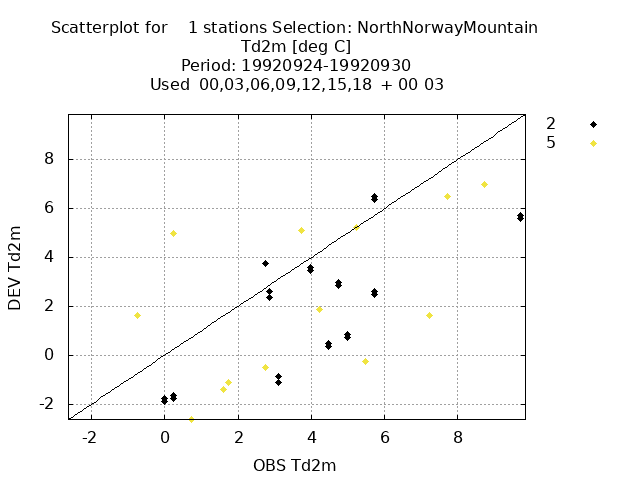 Scatterplot for    1 stations Selection: NorthNorwayMountain
Td2m [deg C]
Period: 19920924-19920930
Used  00,03,06,09,12,15,18  + 00 03
2
5
DEV Td2m
8
6
4
2
0
-2
-2 0 2 4 6 8
OBS Td2m